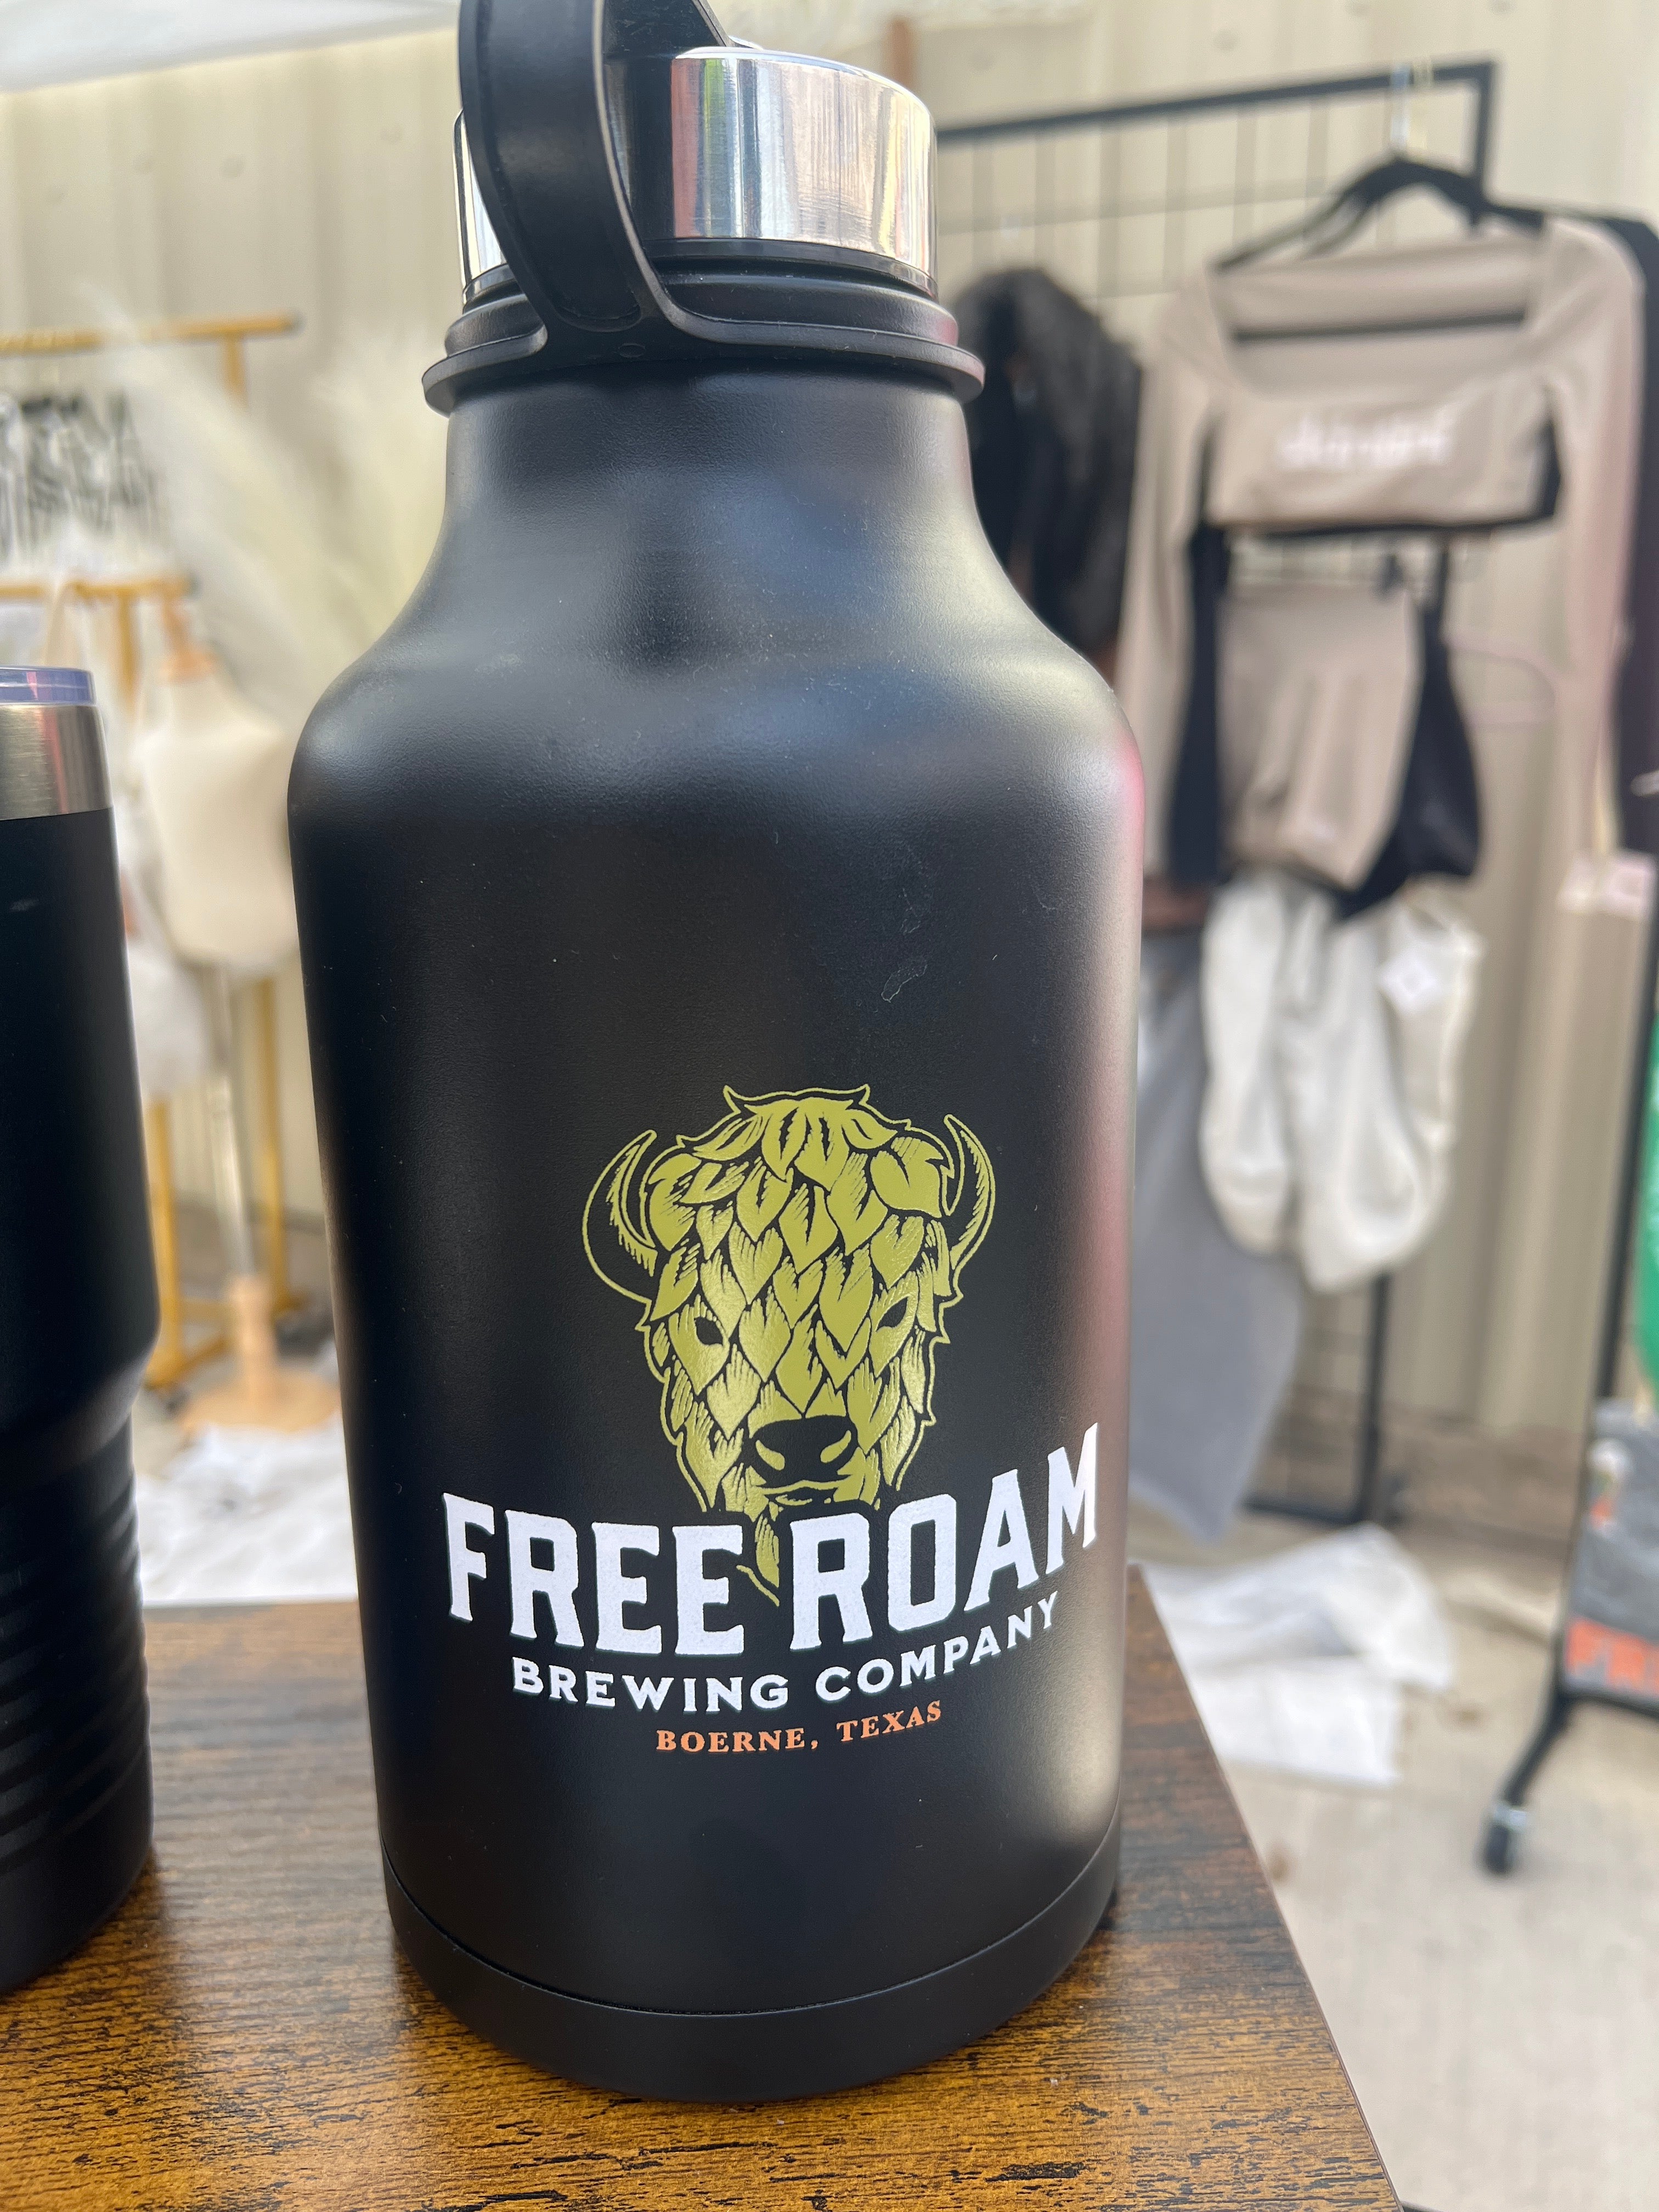 FREE ROAM
BREWING COMPANY
BOERNE, TEXAS